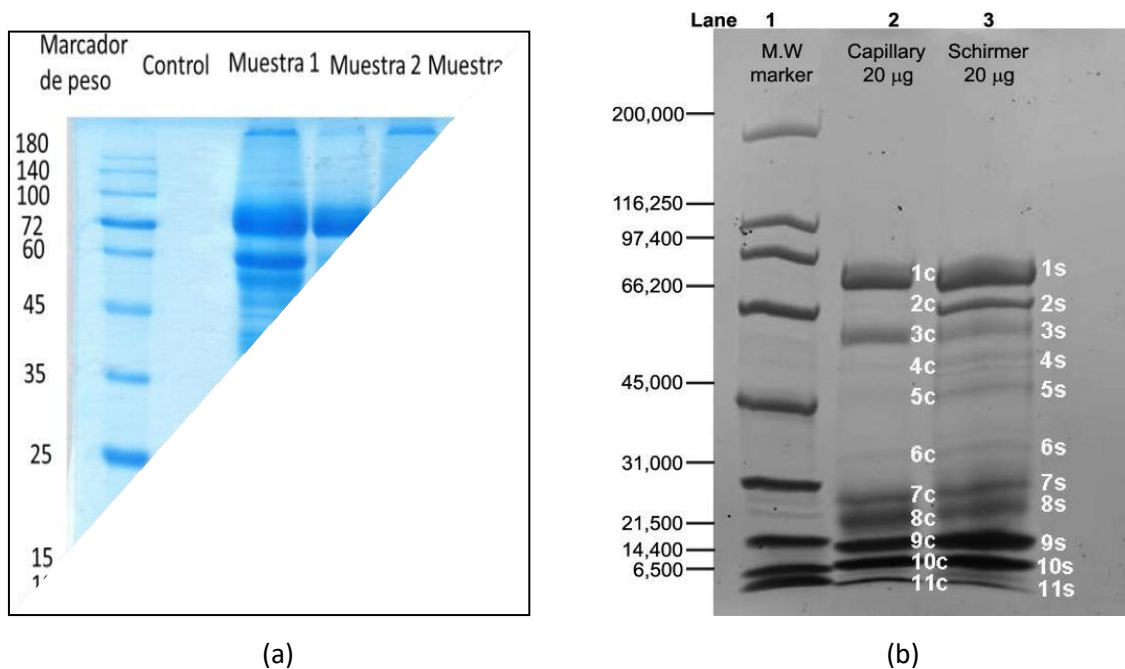 Marcador
de peso
Control
Muestra 1
Muestra 2
Muestra
180
140
100
72
60
45
35
25
15
(a)
Lane 1 2 3
M.W
marker
Capillary
20 µg
Schirmer
20 µg
200,000
116,250
97,400
66,200
45,000
31,000
21,500
14,400
6,500
1c
2c
3c
4c
5c
6c
7c
8c
9c
10c
11c
1s
2s
3s
4s
5s
6s
7s
8s
9s
10s
11s
(b)